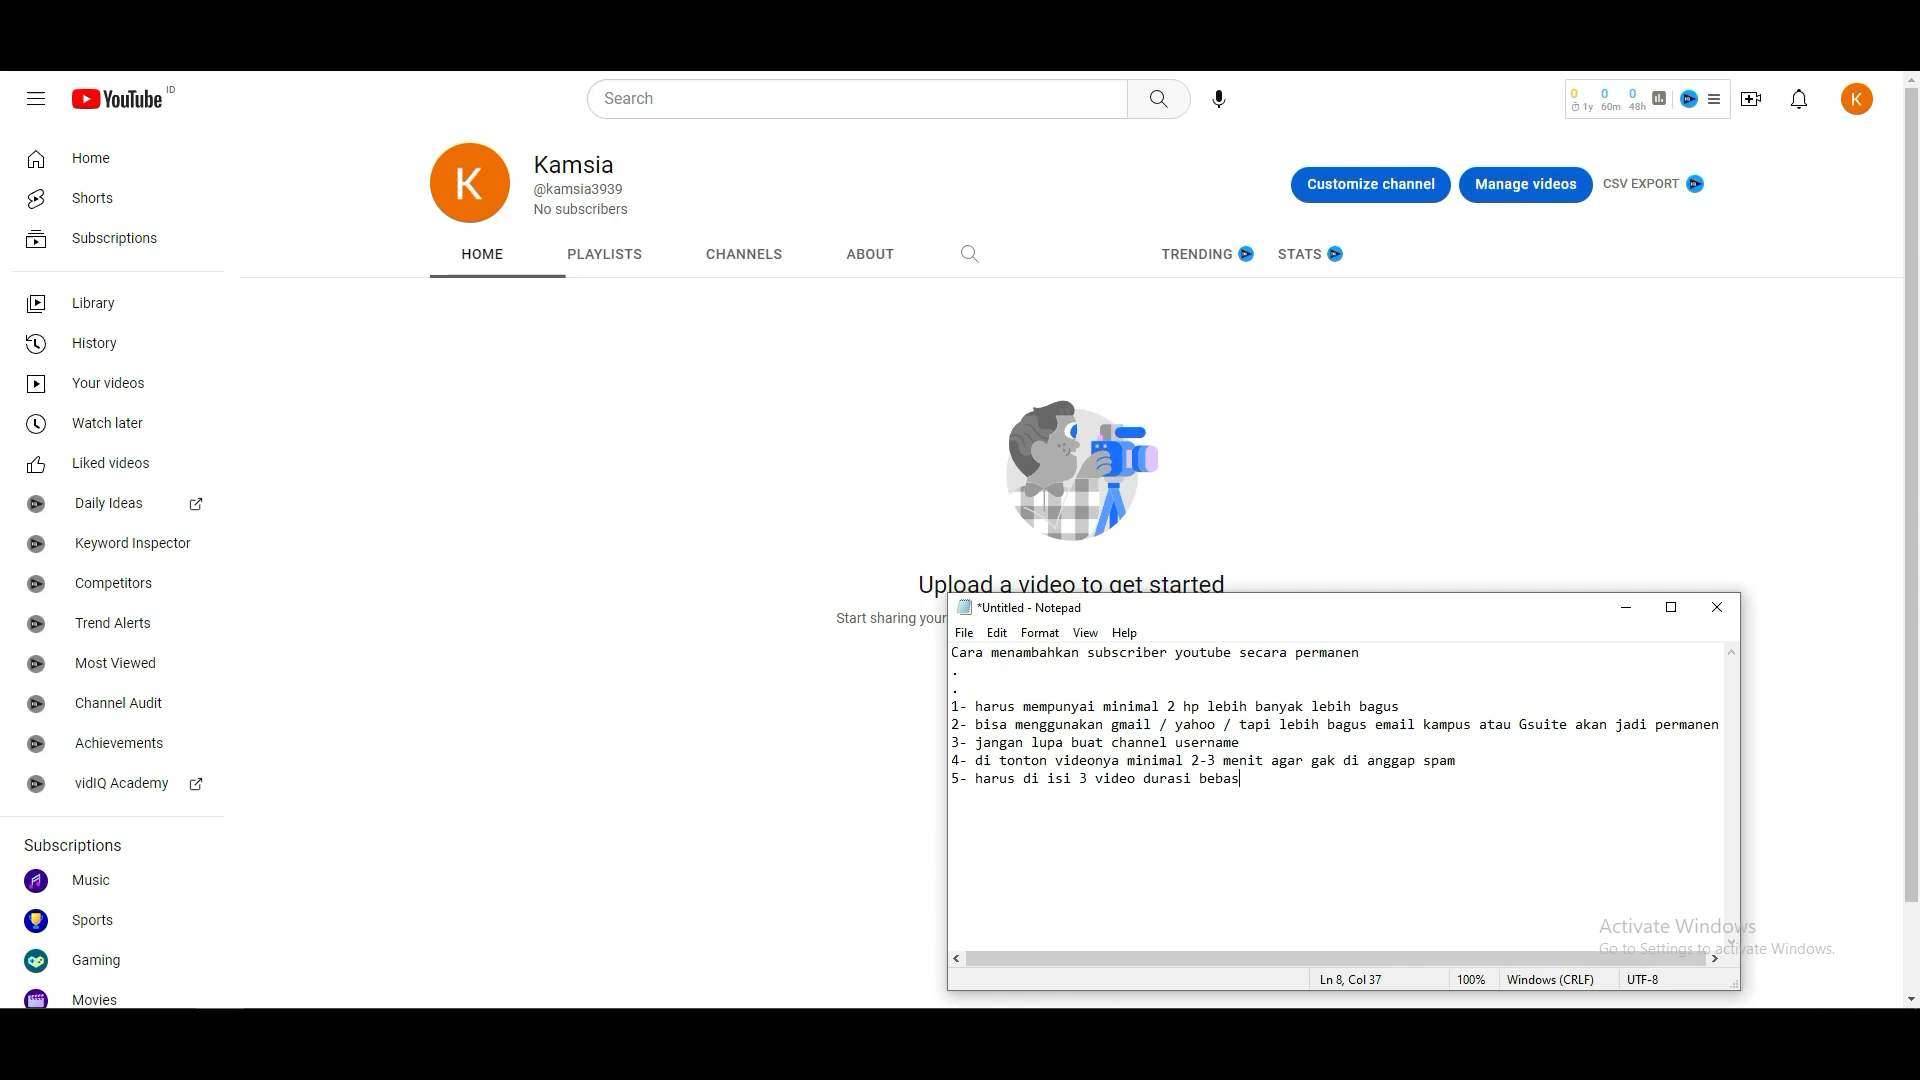 YouTube ID
Search
0 0 0
1y 60m 48h
K
Home
Shorts
Subscriptions
Library
History
Your videos
Watch later
Liked videos
Daily Ideas
Keyword Inspector
Competitors
Trend Alerts
Most Viewed
Channel Audit
Achievements
vidIQ Academy
Subscriptions
Music
Sports
Gaming
Movies
K
Kamsia
@kamsia3939
No subscribers
Customize channel
Manage videos
CSV EXPORT
HOME
PLAYLISTS
CHANNELS
ABOUT
TRENDING
STATS
Upload a video to get started
Start sharing your
*Untitled - Notepad
File Edit Format View Help
Cara menambahkan subscriber youtube secara permanen
.
.
1- harus mempunyai minimal 2 hp lebih banyak lebih bagus
2- bisa menggunakan gmail / yahoo / tapi lebih bagus email kampus atau Gsuite akan jadi permanen
3- jangan lupa buat channel username
4- di tonton videonya minimal 2-3 menit agar gak di anggap spam
5- harus di isi 3 video durasi bebas
Activate Windows
Go to Settings to activate Windows.
Ln 8, Col 37
100%
Windows (CRLF)
UTF-8